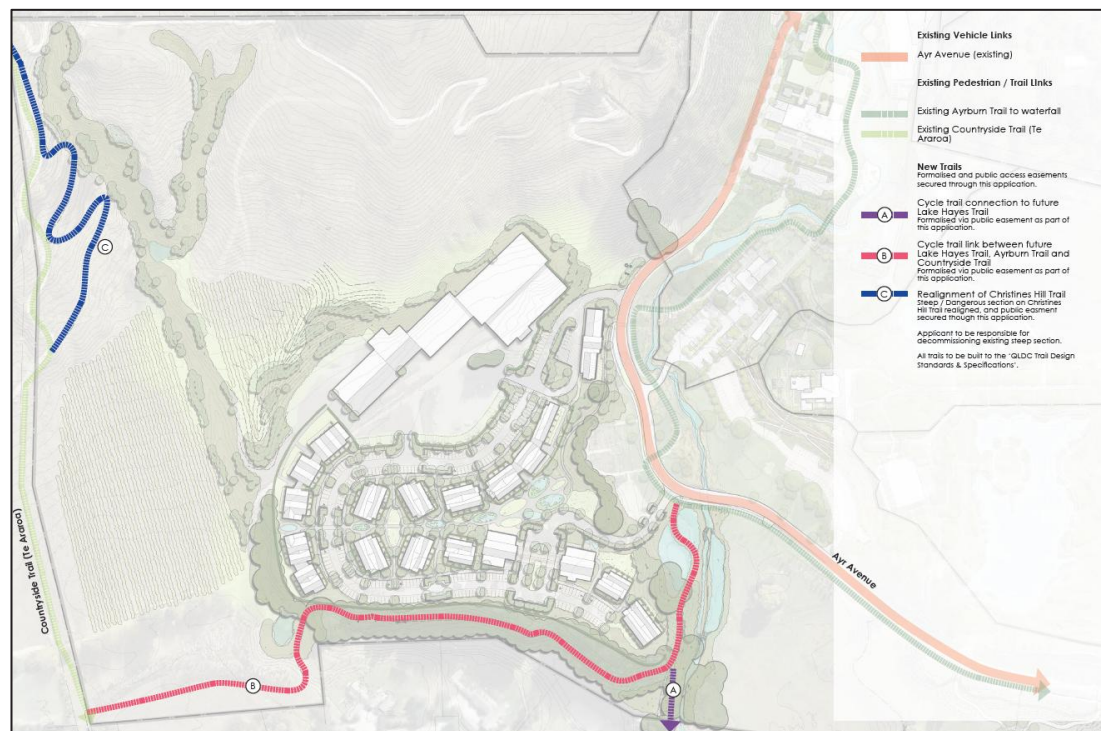 Existing Vehicle Links
Ayr Avenue (existing)
Existing Pedestrian / Trail Links
Existing Ayrburn Trail to waterfall
Existing Countryside Trail (Te
Araroa)
New Trails
Formalised and public access easements
secured through this application.
A
Cycle trail connection to future
Lake Hayes Trail
Formalised via public easement as part of
this application.
B
Cycle trail link between future
Lake Hayes Trail, Ayrburn Trail and
Countryside Trail
Formalised via public easement as part of
this application.
C
Realignment of Christines Hill Trail
Steep / Dangerous section on Christines
Hill Trail realigned, and public easment
secured though this application.
Applicant to be responsible for
decommissioning existing steep section.
All trails to be built to the 'QLDC Trail Design
Standards & Specifications'.
C
Countryside Trail (Te Araroa)
Ayr Avenue
B
A